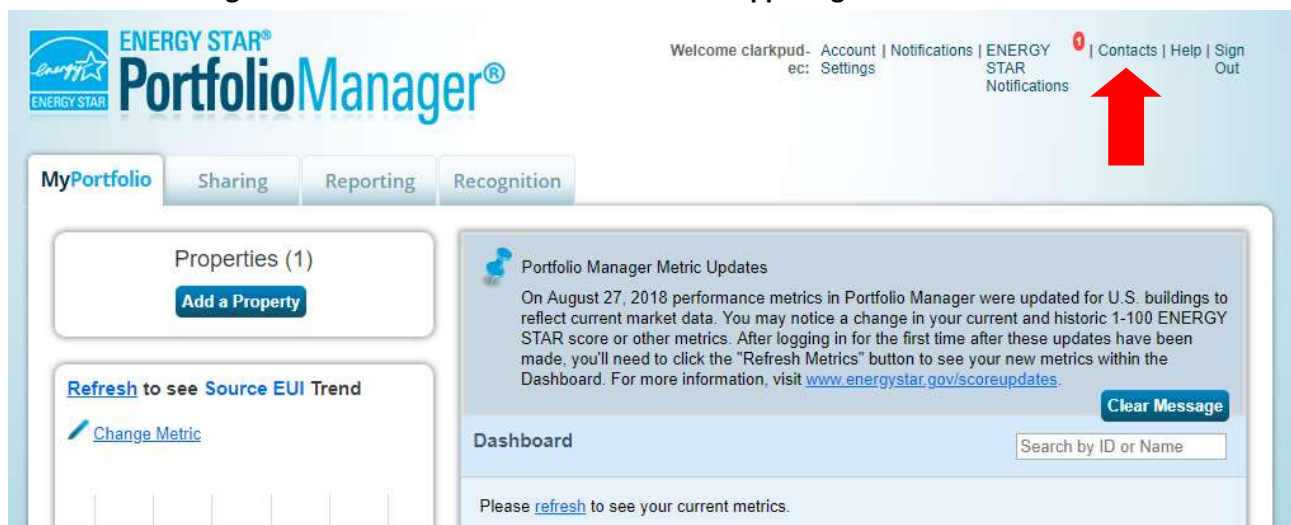 ENERGY STAR®
PortfolioManager®
energy
ENERGY STAR
Welcome clarkpud-
ec:
Account
Settings
| Notifications | ENERGY
STAR
Notifications
1
| Contacts | Help | Sign
Out
MyPortfolio
Sharing
Reporting
Recognition
Properties (1)
Add a Property
Refresh to see Source EUI Trend
Change Metric
Portfolio Manager Metric Updates
On August 27, 2018 performance metrics in Portfolio Manager were updated for U.S. buildings to
reflect current market data. You may notice a change in your current and historic 1-100 ENERGY
STAR score or other metrics. After logging in for the first time after these updates have been
made, you'll need to click the "Refresh Metrics" button to see your new metrics within the
Dashboard. For more information, visit www.energystar.gov/scoreupdates.
Clear Message
Dashboard
Search by ID or Name
Please refresh to see your current metrics.